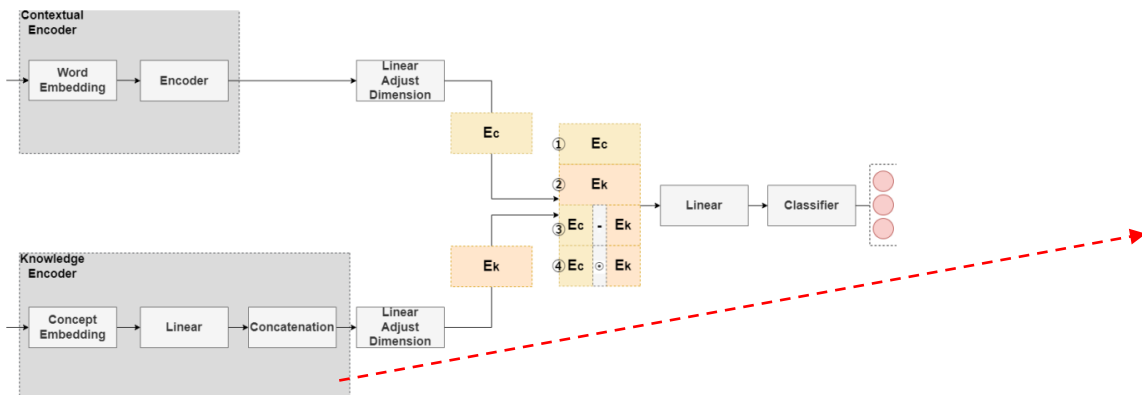 Contextual
Encoder
Word
Embedding
Encoder
Linear
Adjust
Dimension
Ec
① Ec
② Ek
③ Ec - Ek
④ Ec ⊙ Ek
Linear
Classifier
Ek
Knowledge
Encoder
Concept
Embedding
Linear
Concatenation
Linear
Adjust
Dimension